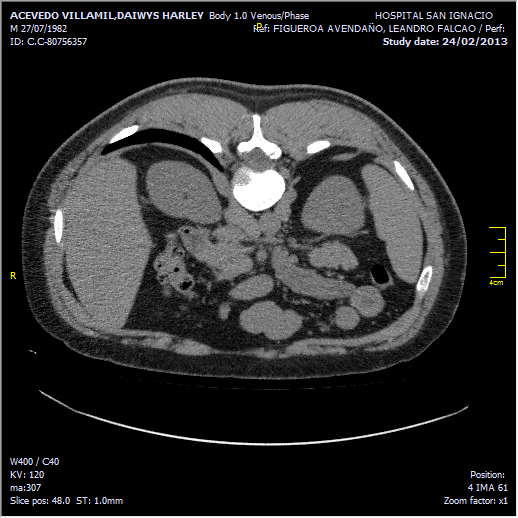 ACEVEDO VILLAMIL,DAIWYS HARLEY Body 1.0 Venous/Phase
HOSPITAL SAN IGNACIO
M 27/07/1982
Ref: FIGUEROA AVENDAÑO, LEANDRO FALCAO / Perf:
ID: C.C-80756357
Study date: 24/02/2013
R
4cm
W400 / C40
KV: 120
ma:307
Slice pos: 48.0 ST: 1.0mm
Position:
4 IMA 61
Zoom factor: x1